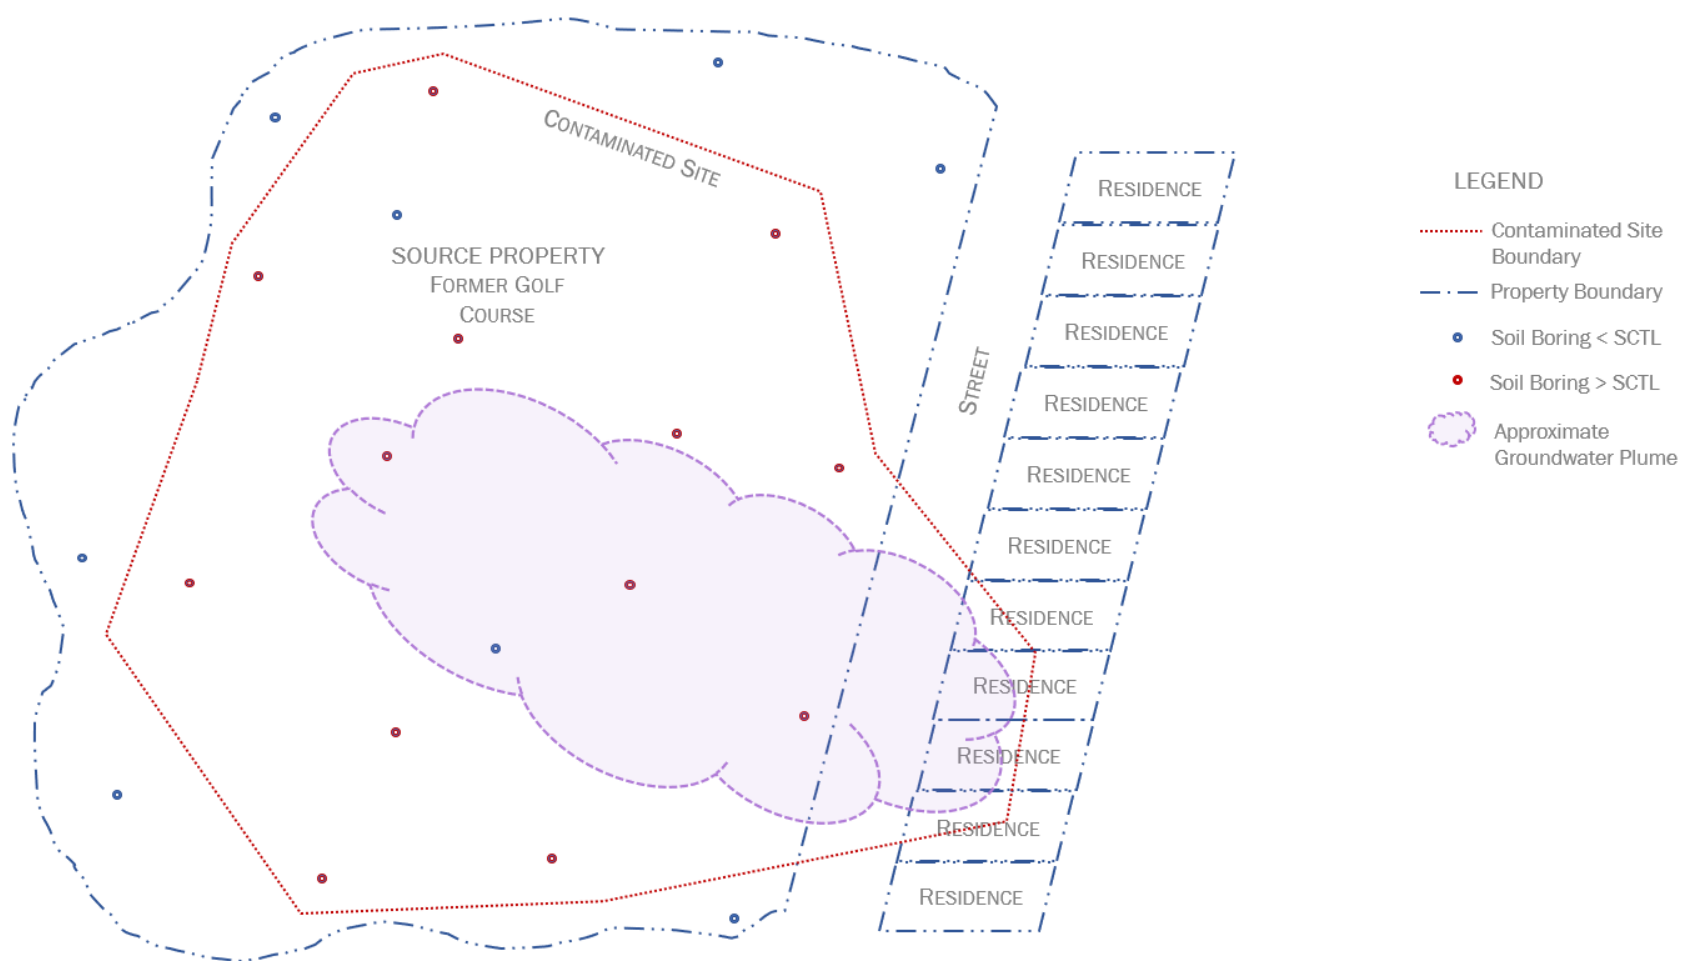 CONTAMINATED SITE
SOURCE PROPERTY
FORMER GOLF
COURSE
STREET
RESIDENCE
RESIDENCE
RESIDENCE
RESIDENCE
RESIDENCE
RESIDENCE
RESIDENCE
RESIDENCE
RESIDENCE
RESIDENCE
RESIDENCE
LEGEND
Contaminated Site
Boundary
Property Boundary
Soil Boring < SCTL
Soil Boring > SCTL
Approximate
Groundwater Plume